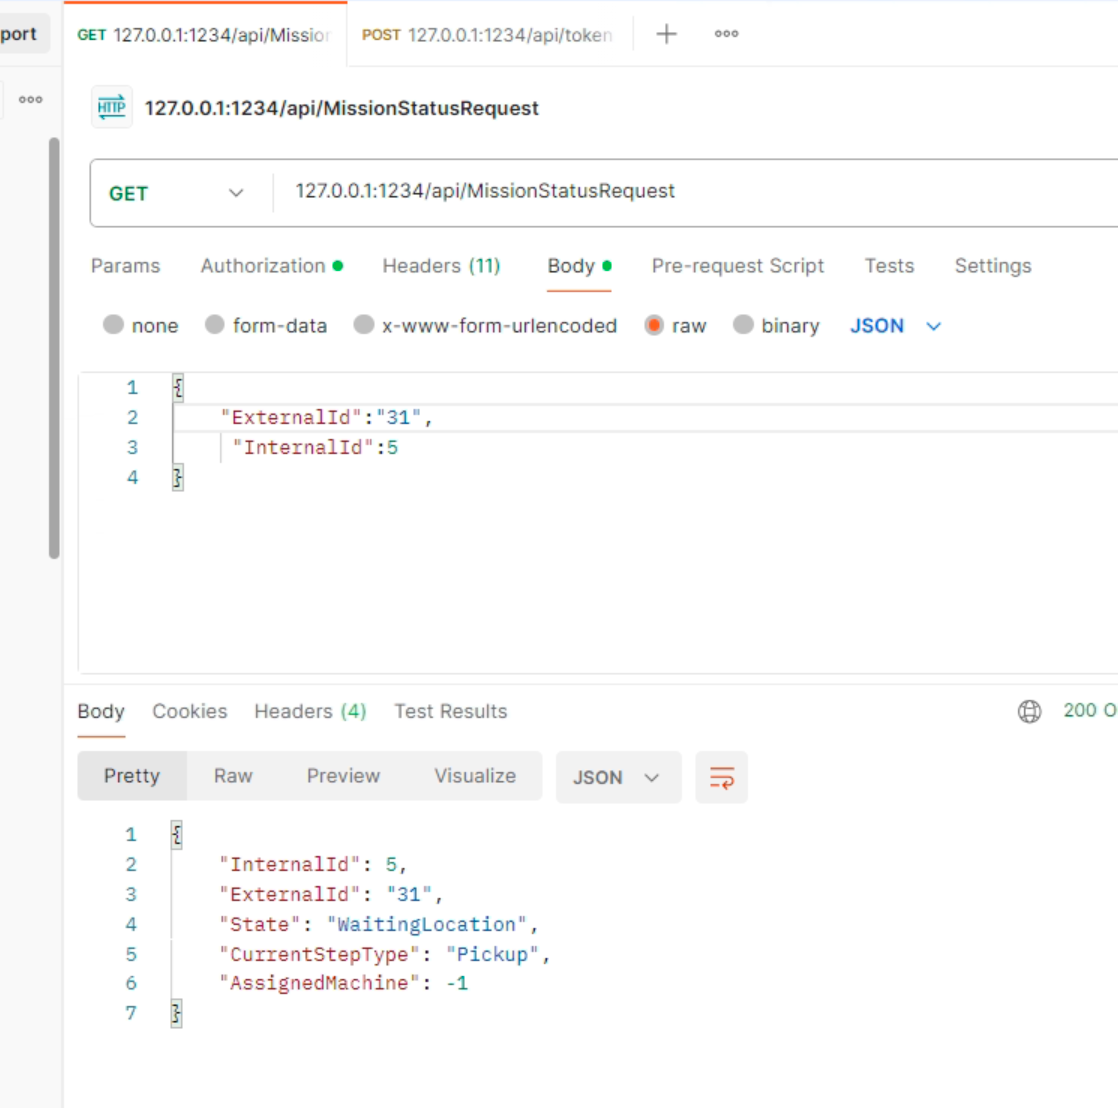 port
GET 127.0.0.1:1234/api/Mission
POST 127.0.0.1:1234/api/token
HTTP
127.0.0.1:1234/api/MissionStatusRequest
GET
127.0.0.1:1234/api/MissionStatusRequest
Params Authorization Headers (11) Body Pre-request Script Tests Settings
none form-data x-www-form-urlencoded raw binary JSON
1 {
2 "ExternalId":"31",
3 "InternalId":5
4 }
Body Cookies Headers (4) Test Results 200 O
Pretty Raw Preview Visualize JSON
1 {
2 "InternalId": 5,
3 "ExternalId": "31",
4 "State": "WaitingLocation",
5 "CurrentStepType": "Pickup",
6 "AssignedMachine": -1
7 }